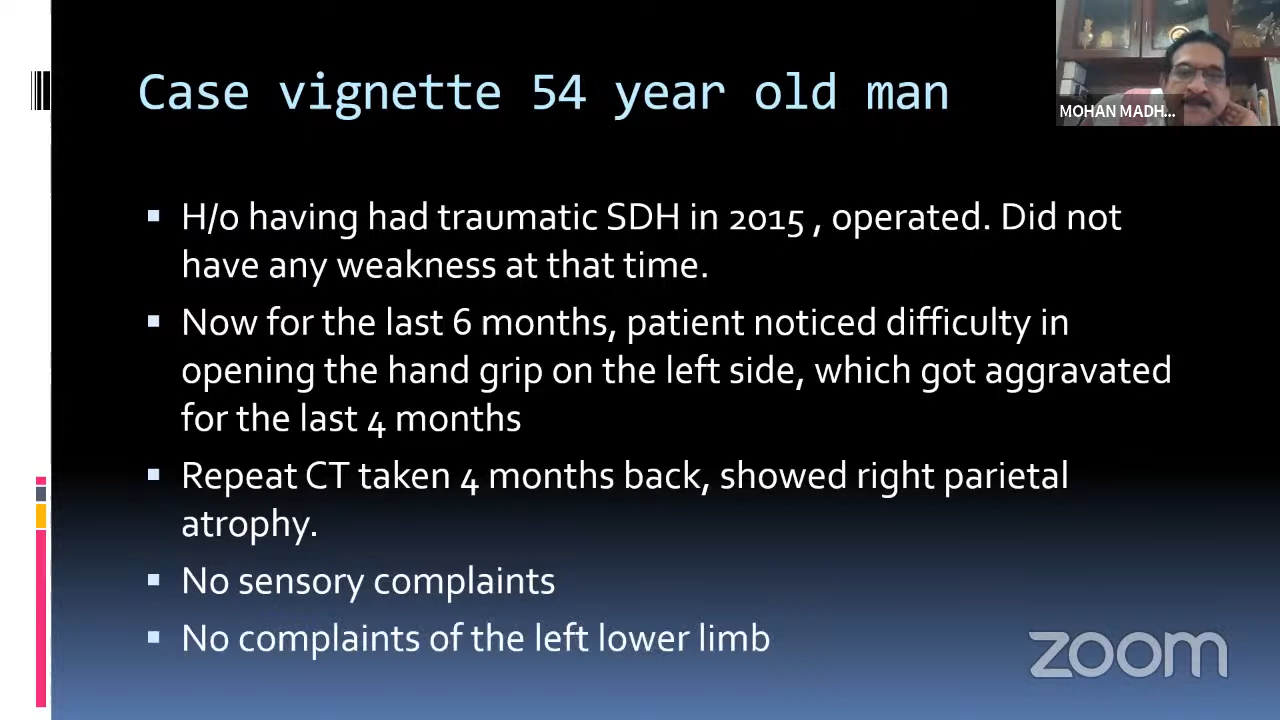 Case vignette 54 year old man
MOHAN MADH...
H/o having had traumatic SDH in 2015 , operated. Did not
have any weakness at that time.
Now for the last 6 months, patient noticed difficulty in
opening the hand grip on the left side, which got aggravated
for the last 4 months
Repeat CT taken 4 months back, showed right parietal
atrophy.
No sensory complaints
No complaints of the left lower limb
zoom